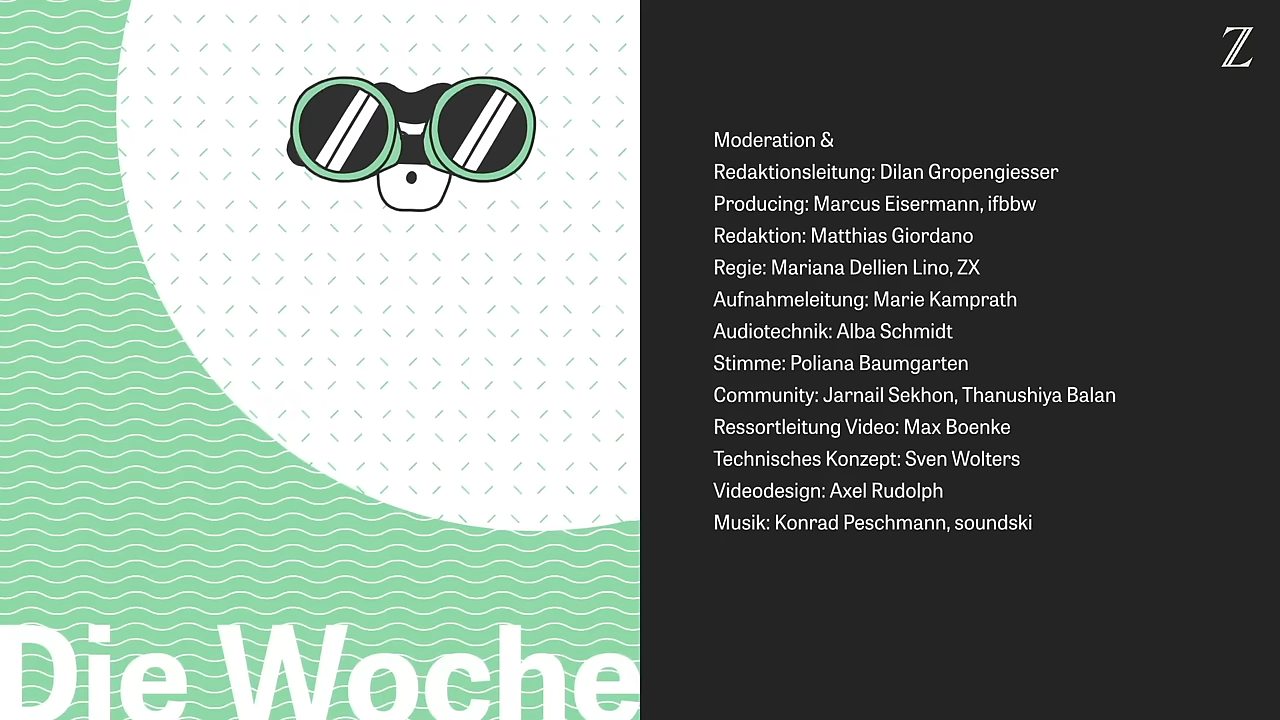 Z
Moderation &
Redaktionsleitung: Dilan Gropengiesser
Producing: Marcus Eisermann, ifbbw
Redaktion: Matthias Giordano
Regie: Mariana Dellien Lino, ZX
Aufnahmeleitung: Marie Kamprath
Audiotechnik: Alba Schmidt
Stimme: Poliana Baumgarten
Community: Jarnail Sekhon, Thanushiya Balan
Ressortleitung Video: Max Boenke
Technisches Konzept: Sven Wolters
Videodesign: Axel Rudolph
Musik: Konrad Peschmann, soundski
Die Woche